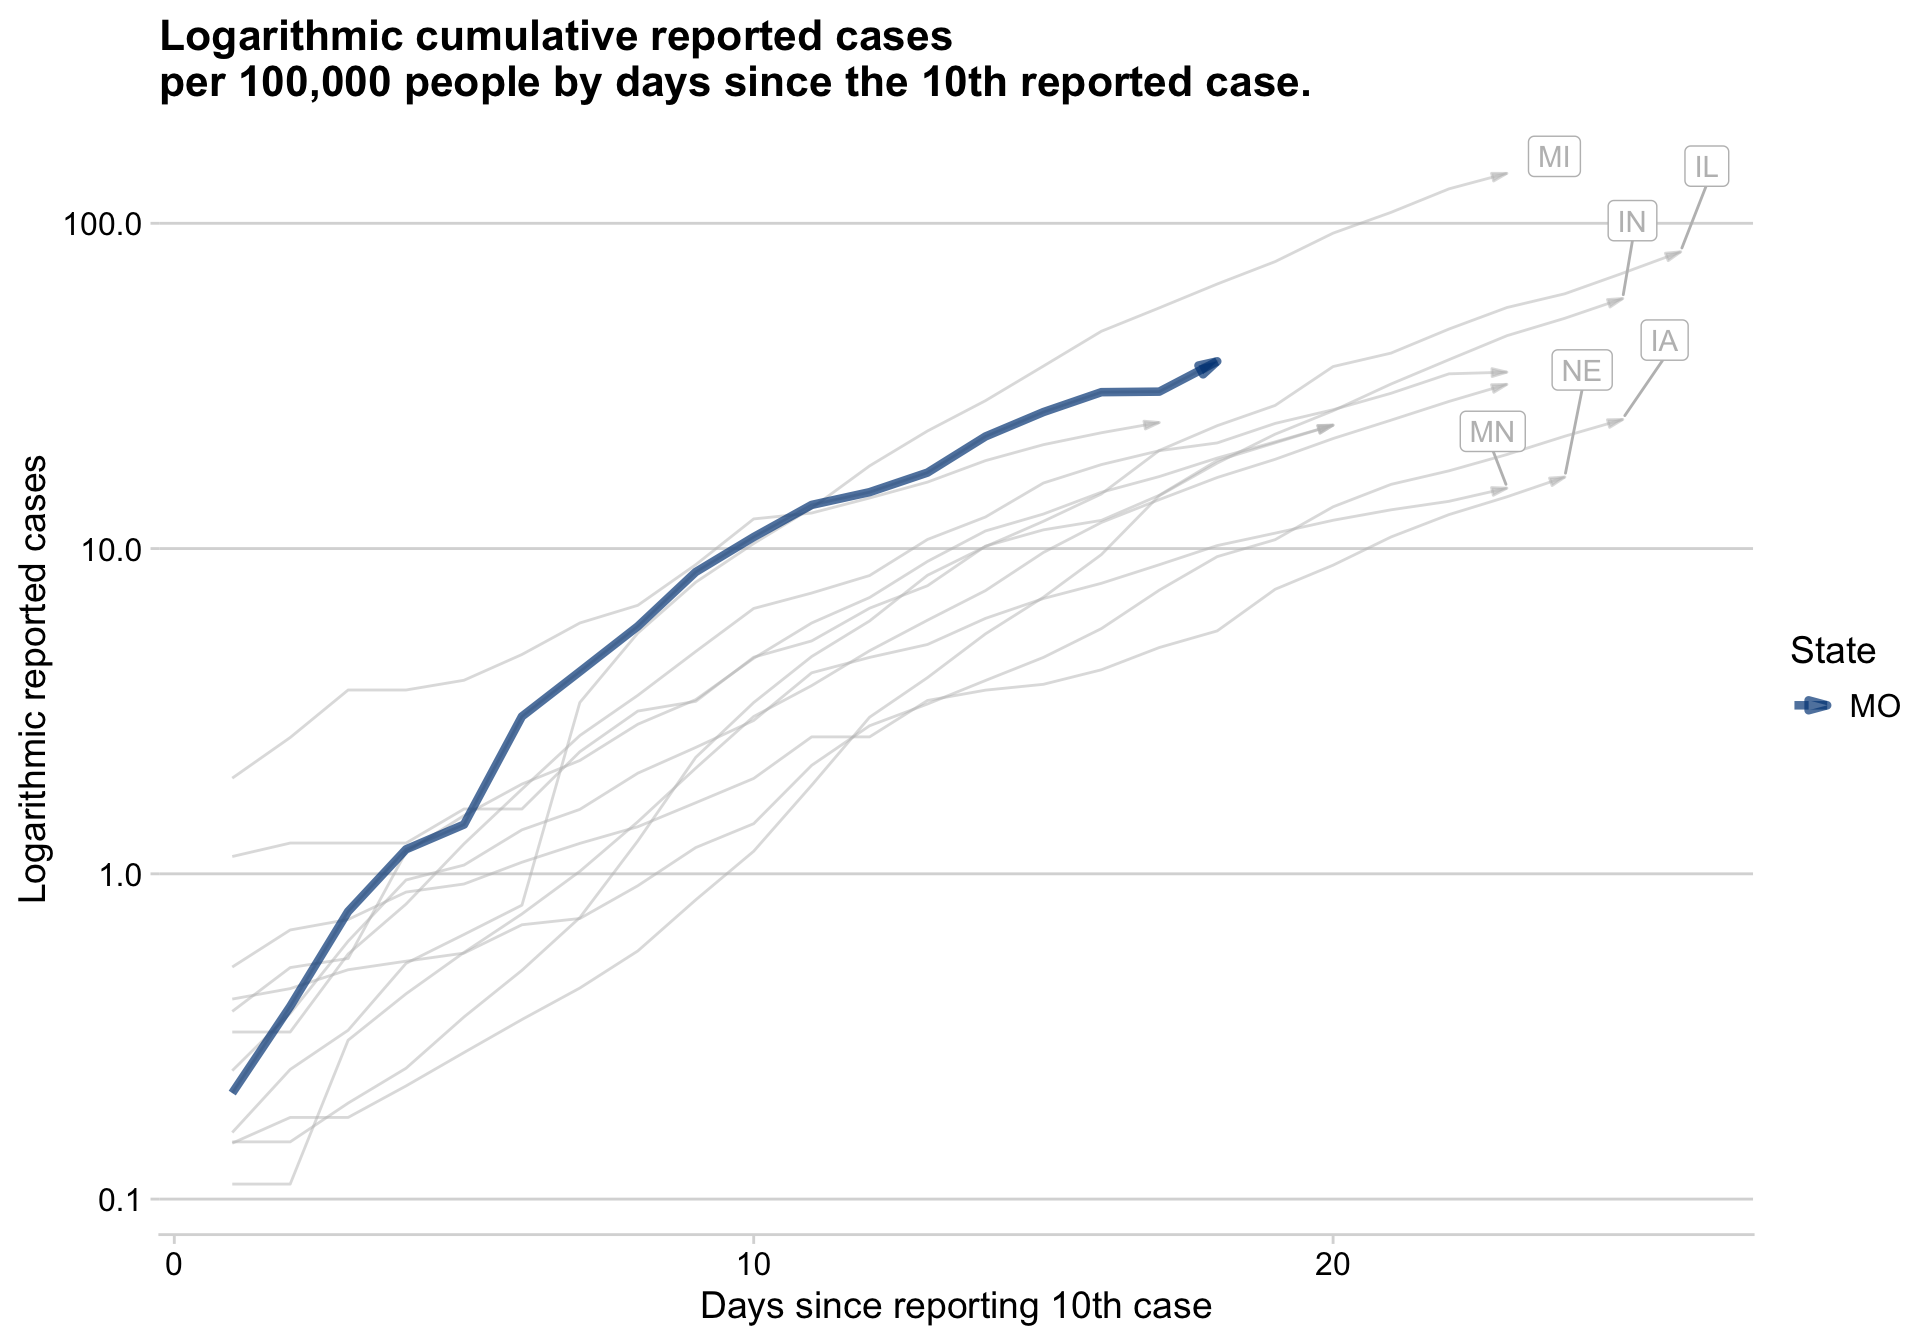 Logarithmic cumulative reported cases
per 100,000 people by days since the 10th reported case.
MI
IL
IN
IA
NE
MN
100.0
10.0
1.0
0.1
Logarithmic reported cases
0
10
20
Days since reporting 10th case
State
MO